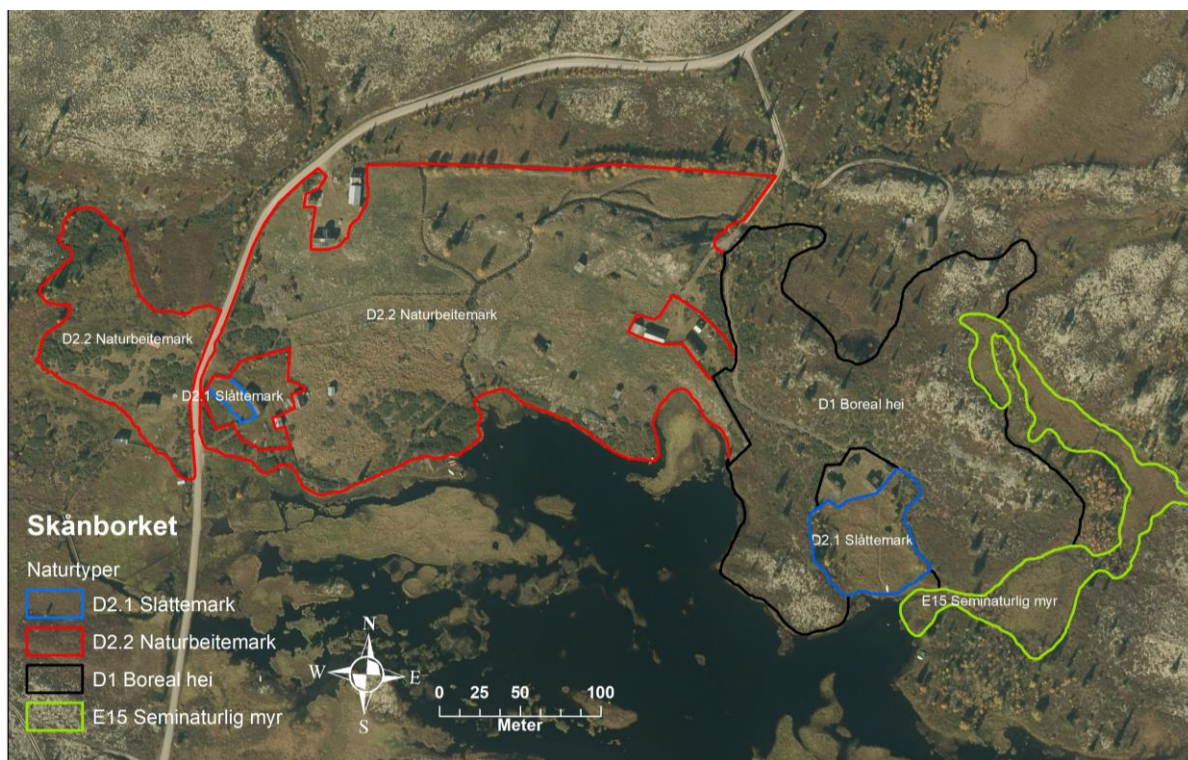 D2.2 Naturbeitemark
D2.2 Naturbeitemark
D2.1 Slåttemark
D1 Boreal hei
D2.1 Slåttemark
E15 Seminaturlig myr
Skånborket
Naturtyper
D2.1 Slåttemark
D2.2 Naturbeitemark
D1 Boreal hei
E15 Seminaturlig myr
N
W E
S
0 25 50 100
Meter